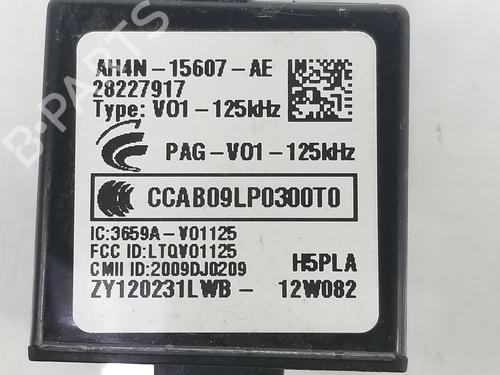 AH4N-15607-AE
28227917
Type: V01-125kHz
PAG-V01-125kHz
CCAB09LP0300T0
IC:3659A-V01125
FCC ID:LTQV01125
CMII ID:2009DJ0209
H5PLA
ZY120231LWB- 12W082
B-PARTS